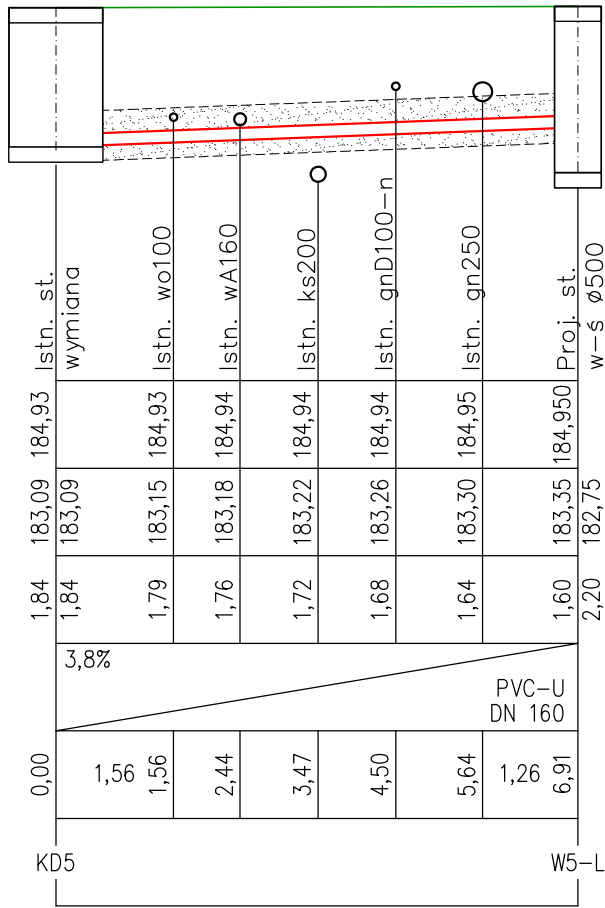 Istn. st.
wymiana
Istn. wo100
Istn. wA160
Istn. ks200
Istn. gnD100-n
Istn. gn250
Proj. st.
w-ś ø500
184,93
184,93
184,94
184,94
184,94
184,95
184,950
183,09
183,09
183,15
183,18
183,22
183,26
183,30
183,35
182,75
1,84
1,84
1,79
1,76
1,72
1,68
1,64
1,60
2,20
3,8%
PVC-U
DN 160
0,00
1,56
1,56
2,44
3,47
4,50
5,64
1,26
6,91
KD5
W5-L